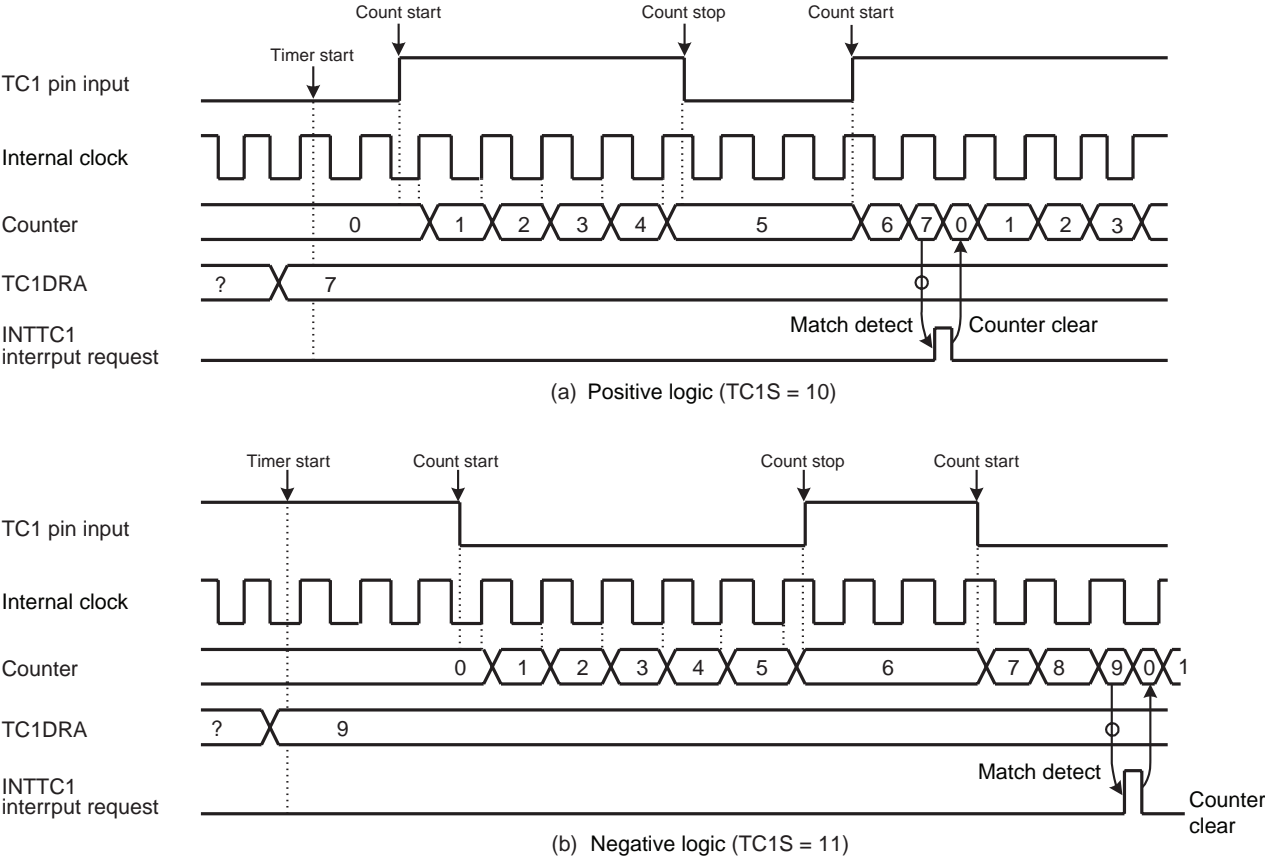 Count start Count stop Count start
Timer start
TC1 pin input
Internal clock
Counter 0 1 2 3 4 5 6 7 0 1 2 3
TC1DRA ? 7
INTTC1
interrput request
Match detect Counter clear
(a) Positive logic (TC1S = 10)
Timer start Count start Count stop Count start
TC1 pin input
Internal clock
Counter 0 1 2 3 4 5 6 7 8 9 0 1
TC1DRA ? 9
INTTC1
interrput request
Match detect
Counter
clear
(b) Negative logic (TC1S = 11)